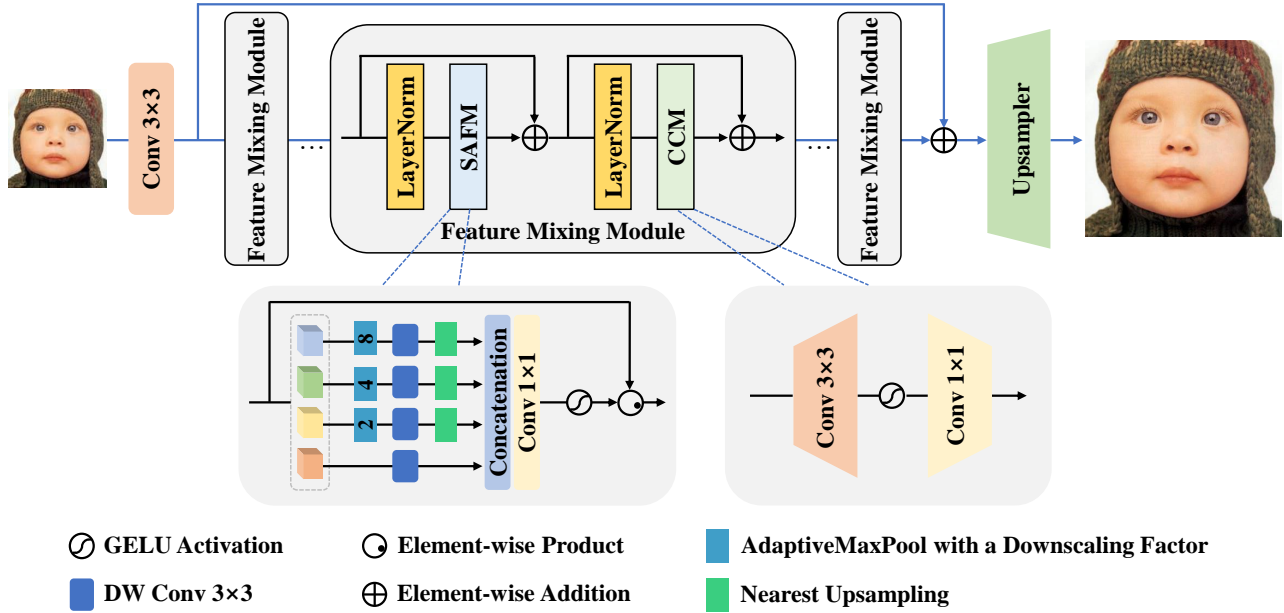 Conv 3×3
Feature Mixing Module
...
LayerNorm
SAFM
LayerNorm
CCM
Feature Mixing Module
...
Feature Mixing Module
Upsampler
8
4
2
Concatenation
Conv 1×1
Conv 3×3
Conv 1×1
GELU Activation
Element-wise Product
AdaptiveMaxPool with a Downscaling Factor
DW Conv 3×3
Element-wise Addition
Nearest Upsampling